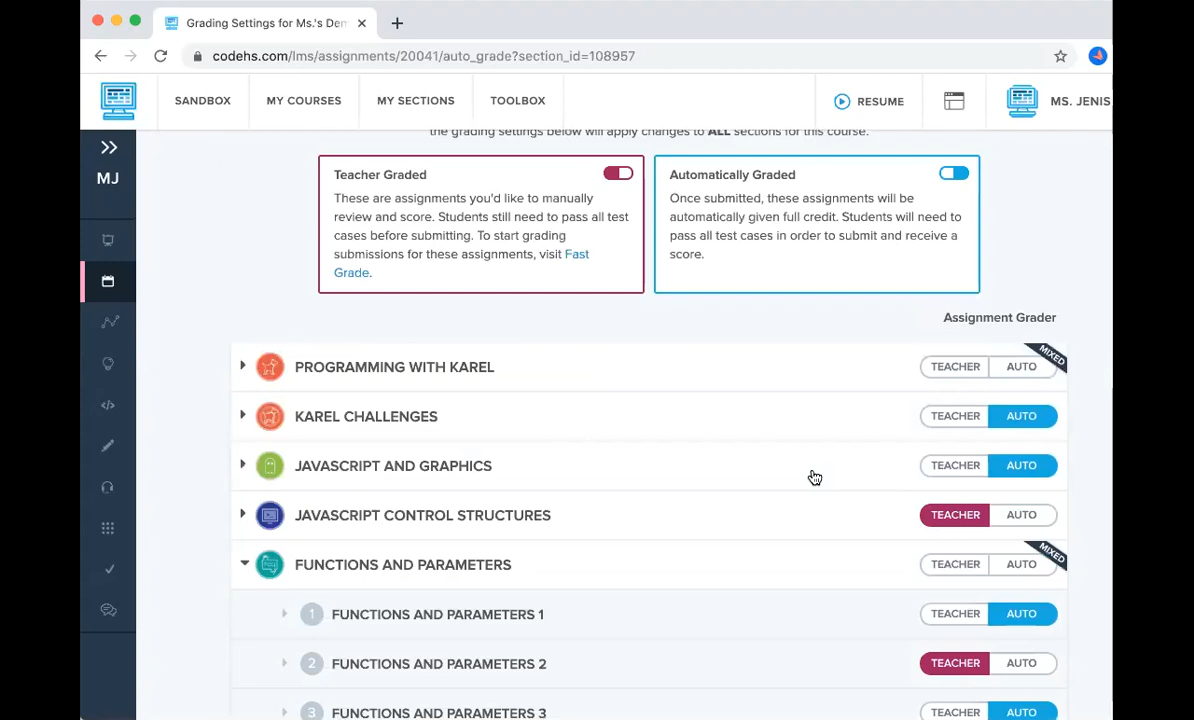 Grading Settings for Ms.'s Dem
codehs.com/lms/assignments/20041/auto_grade?section_id=108957
SANDBOX
MY COURSES
MY SECTIONS
TOOLBOX
RESUME
MS. JENIS
MJ
the grading settings below will apply changes to ALL sections for this course.
Teacher Graded
These are assignments you'd like to manually
review and score. Students still need to pass all test
cases before submitting. To start grading
submissions for these assignments, visit Fast
Grade.
Automatically Graded
Once submitted, these assignments will be
automatically given full credit. Students will need to
pass all test cases in order to submit and receive a
score.
Assignment Grader
PROGRAMMING WITH KAREL
TEACHER
AUTO
MIXED
KAREL CHALLENGES
TEACHER
AUTO
JAVASCRIPT AND GRAPHICS
TEACHER
AUTO
JAVASCRIPT CONTROL STRUCTURES
TEACHER
AUTO
FUNCTIONS AND PARAMETERS
TEACHER
AUTO
MIXED
1 FUNCTIONS AND PARAMETERS 1
TEACHER
AUTO
2 FUNCTIONS AND PARAMETERS 2
TEACHER
AUTO
3 FUNCTIONS AND PARAMETERS 3
TEACHER
AUTO